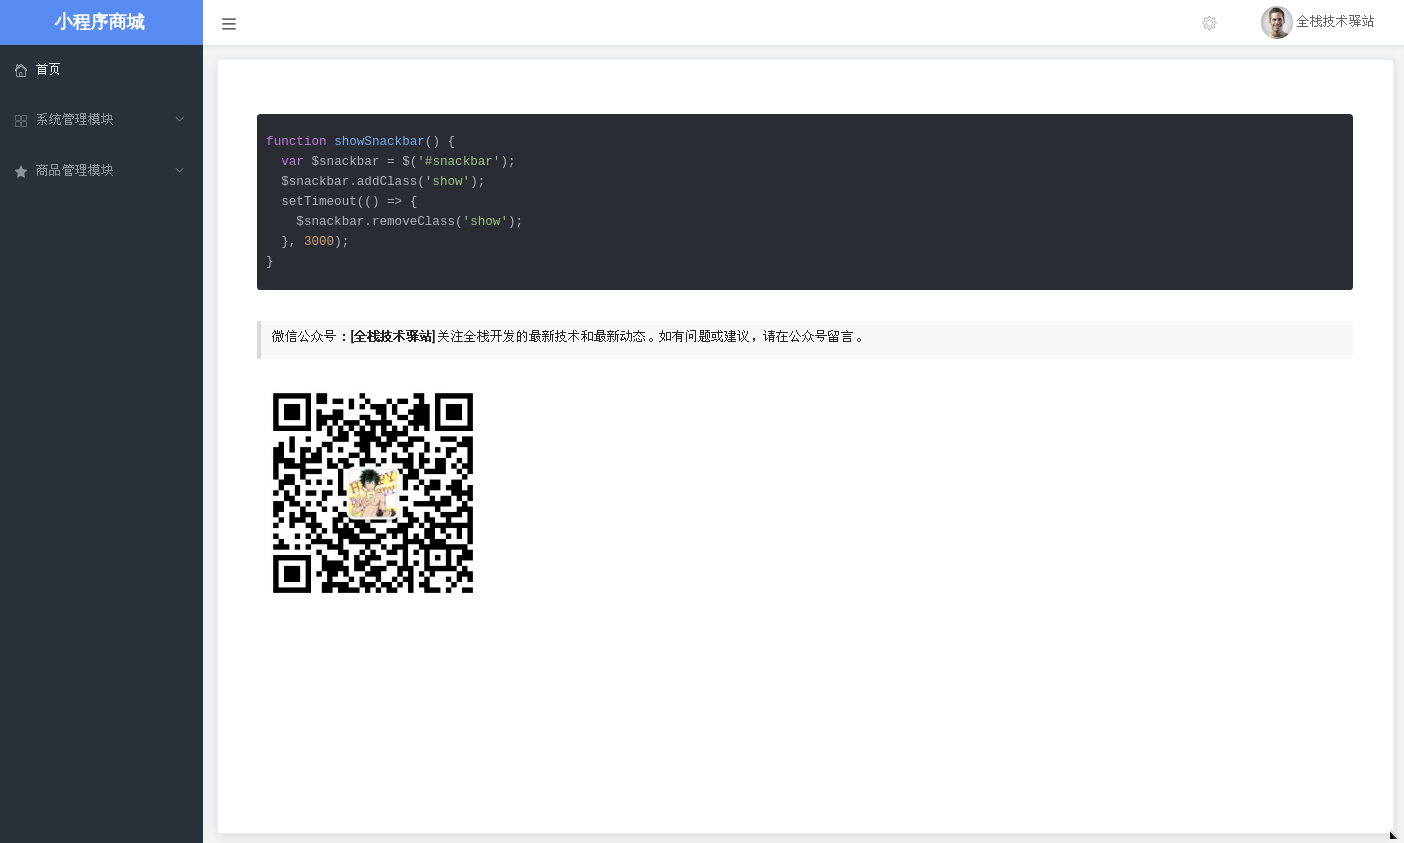 小程序商城
全栈技术驿站
首页
系统管理模块
商品管理模块
function showSnackbar() {
  var $snackbar = $('#snackbar');
  $snackbar.addClass('show');
  setTimeout(() => {
    $snackbar.removeClass('show');
  }, 3000);
}
微信公众号：[全栈技术驿站]关注全栈开发的最新技术和最新动态。如有问题或建议，请在公众号留言。